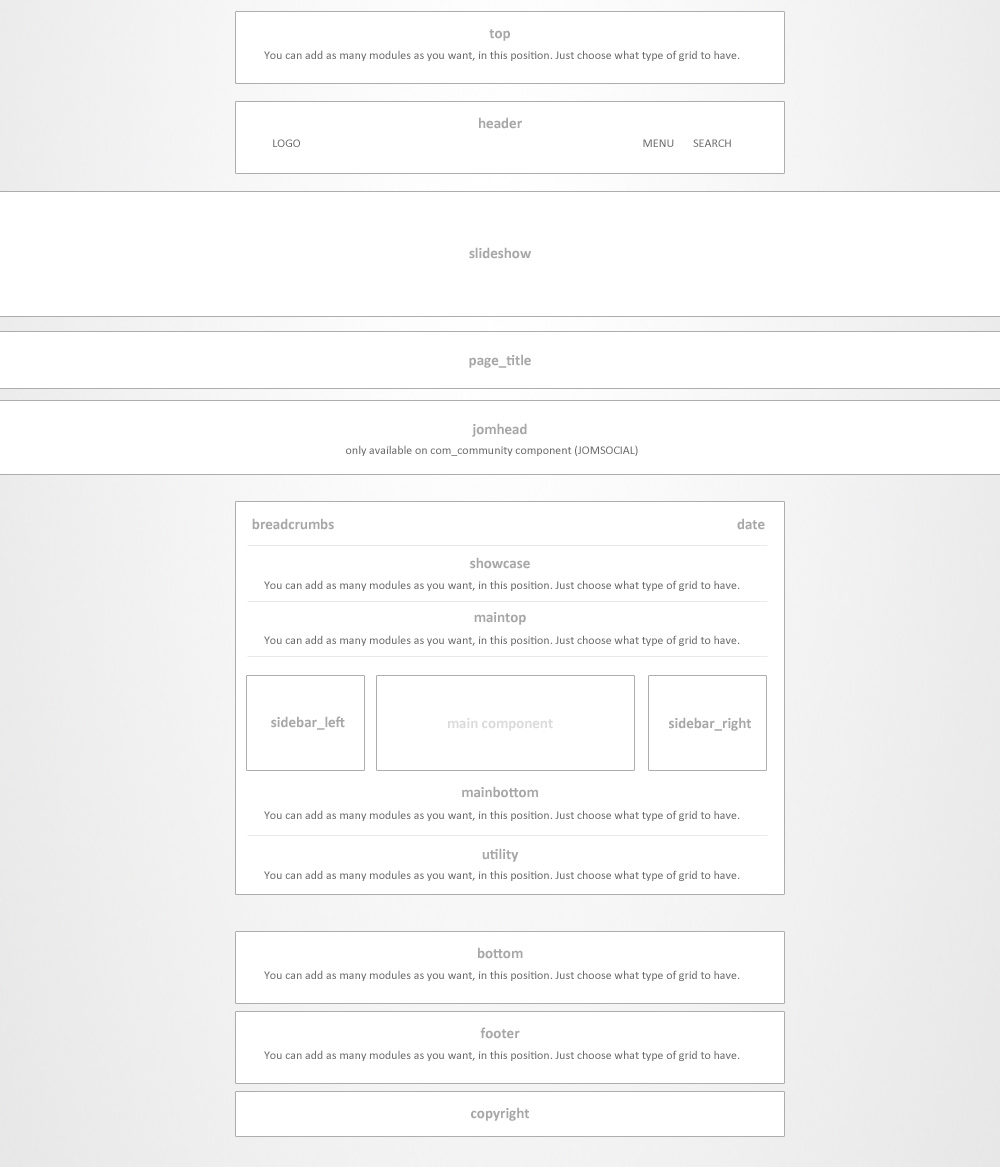 top
You can add as many modules as you want, in this position. Just choose what type of grid to have.
header
LOGO MENU SEARCH
slideshow
page_title
jomhead
only available on com_community component (JOMSOCIAL)
breadcrumbs date
showcase
You can add as many modules as you want, in this position. Just choose what type of grid to have.
maintop
You can add as many modules as you want, in this position. Just choose what type of grid to have.
sidebar_left main component sidebar_right
mainbottom
You can add as many modules as you want, in this position. Just choose what type of grid to have.
utility
You can add as many modules as you want, in this position. Just choose what type of grid to have.
bottom
You can add as many modules as you want, in this position. Just choose what type of grid to have.
footer
You can add as many modules as you want, in this position. Just choose what type of grid to have.
copyright